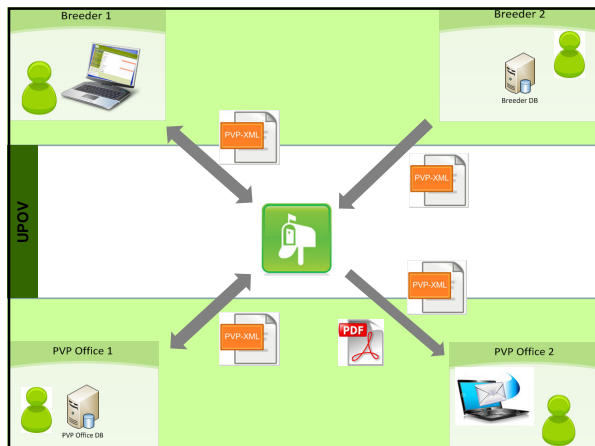 Breeder 1
Breeder 2
Breeder DB
PVP-XML
PVP-XML
UPOV
PVP-XML
PVP-XML
PDF
PVP Office 1
PVP Office 2
PVP Office DB